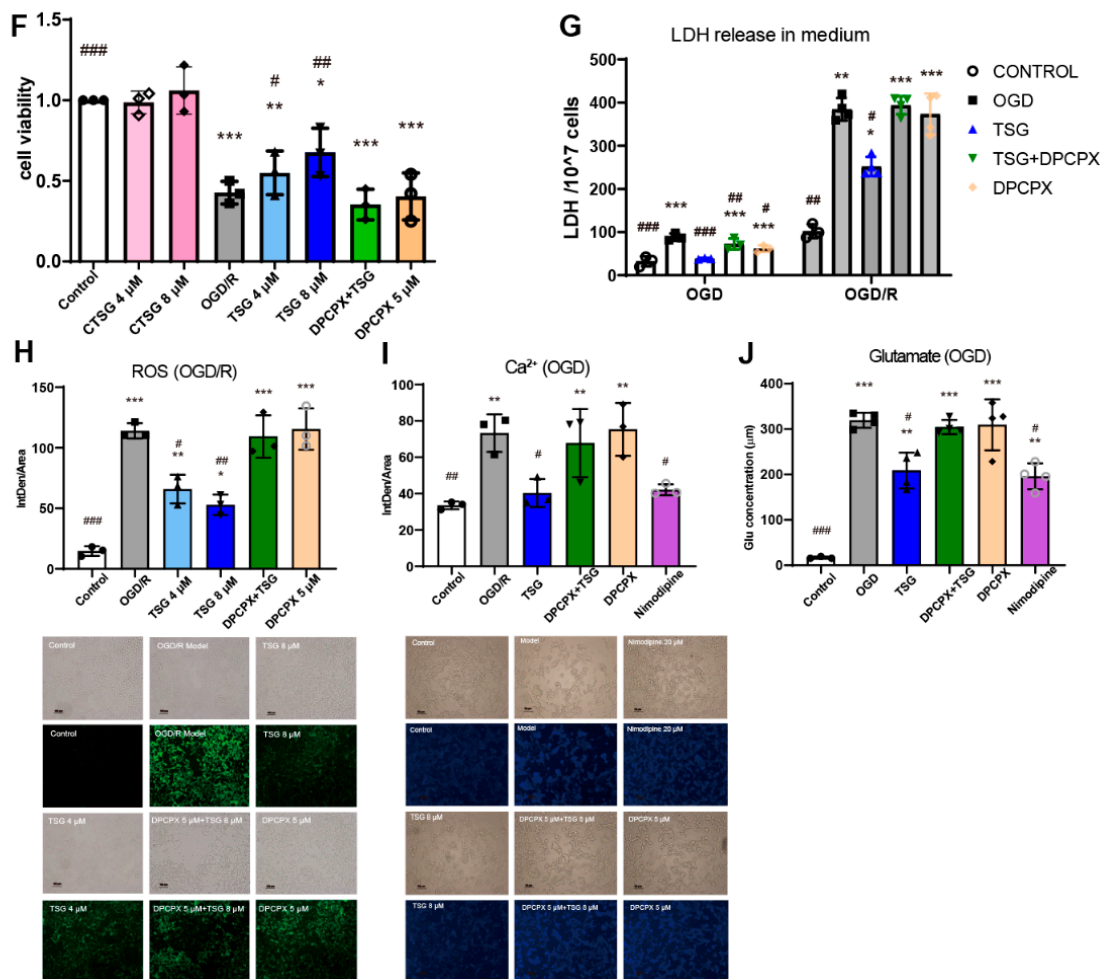 F
cell viability
1.5
1.0
0.5
0.0
###
***
#
**
##
*
***
***
Control
CTSG 4 µM
CTSG 8 µM
OGD/R
TSG 4 µM
TSG 8 µM
DPCPX+TSG
DPCPX 5 µM
G
LDH release in medium
LDH /10^7 cells
500
400
300
200
100
0
###
***
###
##
***
#
***
##
**
#
*
***
***
OGD
OGD/R
CONTROL
OGD
TSG
TSG+DPCPX
DPCPX
H
ROS (OGD/R)
IntDen/Area
150
100
50
0
###
***
#
**
##
*
***
***
Control
OGD/R
TSG 4 µM
TSG 8 µM
DPCPX+TSG
DPCPX 5 µM
I
Ca²⁺ (OGD)
IntDen/Area
80
60
40
20
0
##
**
#
**
**
#
Control
OGD/R
TSG
DPCPX+TSG
DPCPX
Nimodipine
J
Glutamate (OGD)
Glu concentration (µm)
400
300
200
100
0
###
***
#
**
***
***
#
**
Control
OGD
TSG
DPCPX+TSG
DPCPX
Nimodipine
Control
OGD/R Model
TSG 8 µM
Control
OGD/R Model
TSG 8 µM
TSG 4 µM
DPCPX 5 µM+TSG 8 µM
DPCPX 5 µM
TSG 4 µM
DPCPX 5 µM+TSG 8 µM
DPCPX 5 µM
Control
Model
Nimodipine 20 µM
Control
Model
Nimodipine 20 µM
TSG 8 µM
DPCPX 5 µM+TSG 8 µM
DPCPX 5 µM
TSG 8 µM
DPCPX 5 µM+TSG 8 µM
DPCPX 5 µM